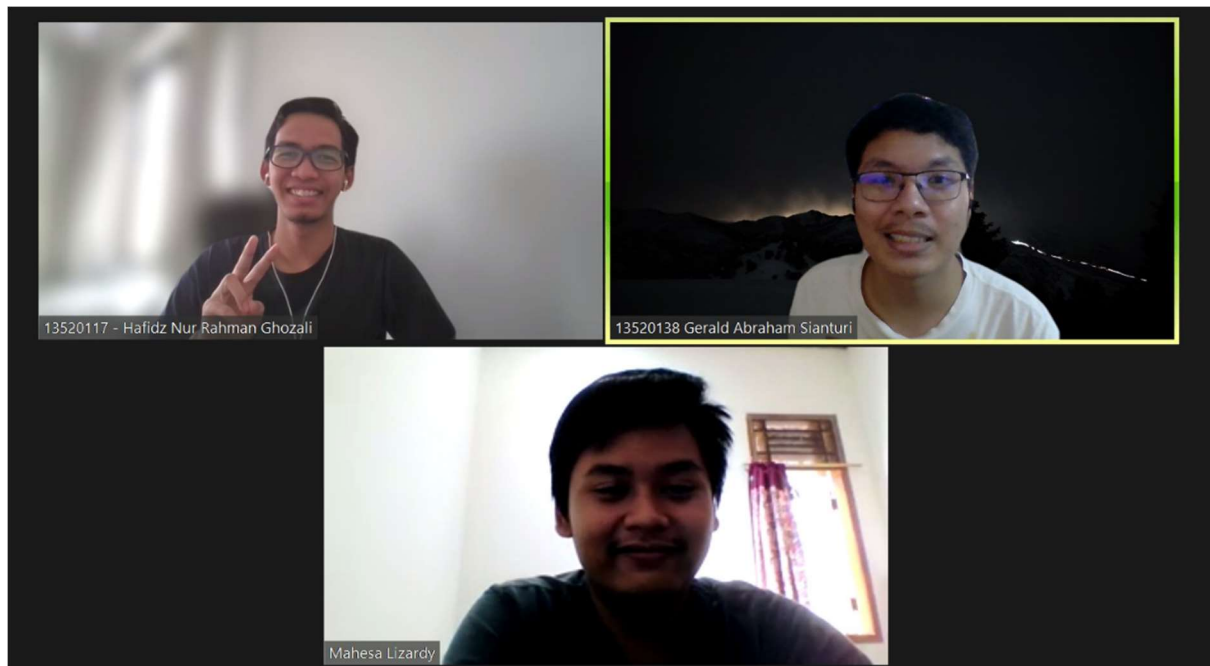 13520117 - Hafidz Nur Rahman Ghozali
13520138 Gerald Abraham Sianturi
Mahesa Lizardy